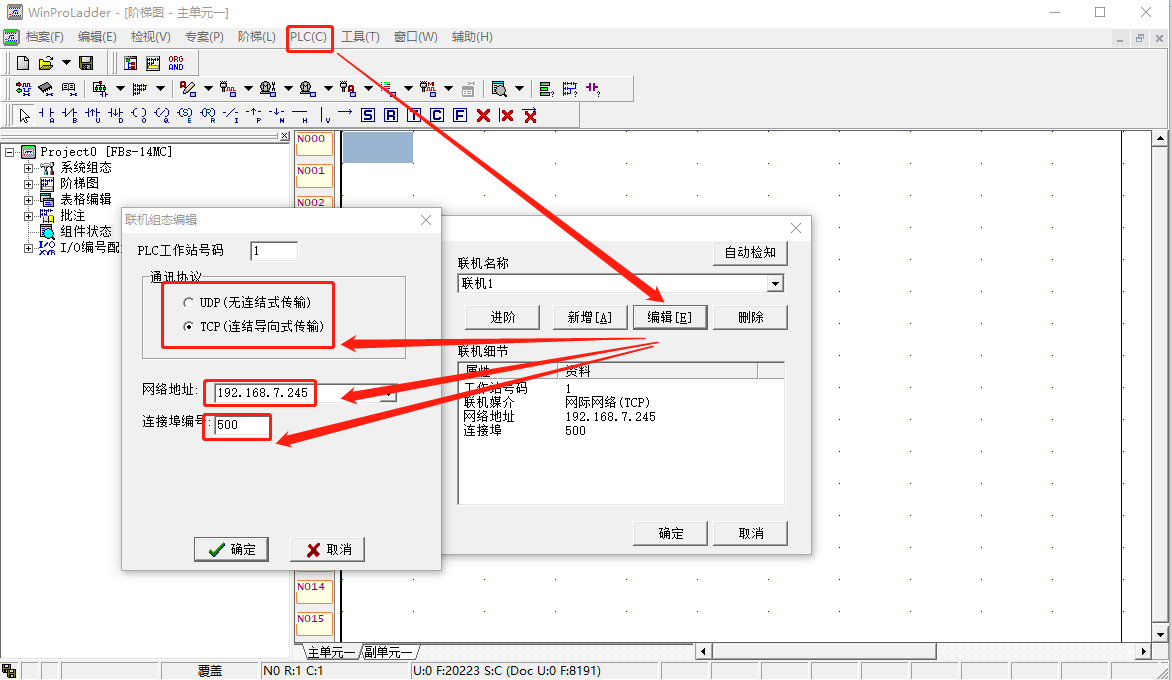 WinProLadder - [阶梯图 - 主单元一]
档案(F) 编辑(E) 检视(V) 专案(P) 阶梯(L) PLC(C) 工具(T) 窗口(W) 辅助(H)
ORG
AND
A B U D O Q S R I P N H V
S R T C F
Project0 [FBs-14MC]
系统组态
阶梯图
表格编辑
批注
组件状态
I/O编号配
N000
N001
N002
联机组态编辑
PLC工作站号码 1
通讯协议
UDP(无连结式传输)
TCP(连结导向式传输)
网络地址: 192.168.7.245
连接埠编号: 500
确定 取消
自动检知
联机名称
联机1
进阶 新增[A] 编辑[E] 删除
联机细节
属性 资料
工作站号码 1
联机媒介 网际网络(TCP)
网络地址 192.168.7.245
连接埠 500
确定 取消
N014
N015
主单元一 副单元一
覆盖 N0 R:1 C:1 U:0 F:20223 S:C (Doc U:0 F:8191)